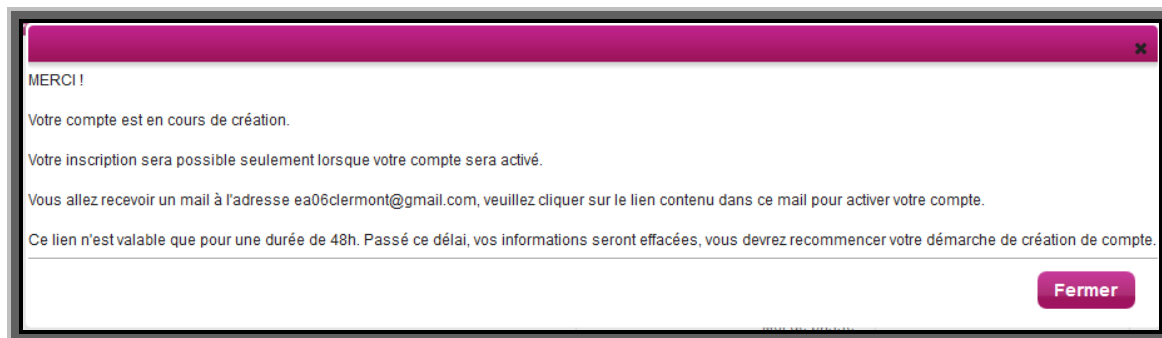 MERCI !
Votre compte est en cours de création.
Votre inscription sera possible seulement lorsque votre compte sera activé.
Vous allez recevoir un mail à l'adresse ea06clermont@gmail.com, veuillez cliquer sur le lien contenu dans ce mail pour activer votre compte.
Ce lien n'est valable que pour une durée de 48h. Passé ce délai, vos informations seront effacées, vous devrez recommencer votre démarche de création de compte.
Fermer